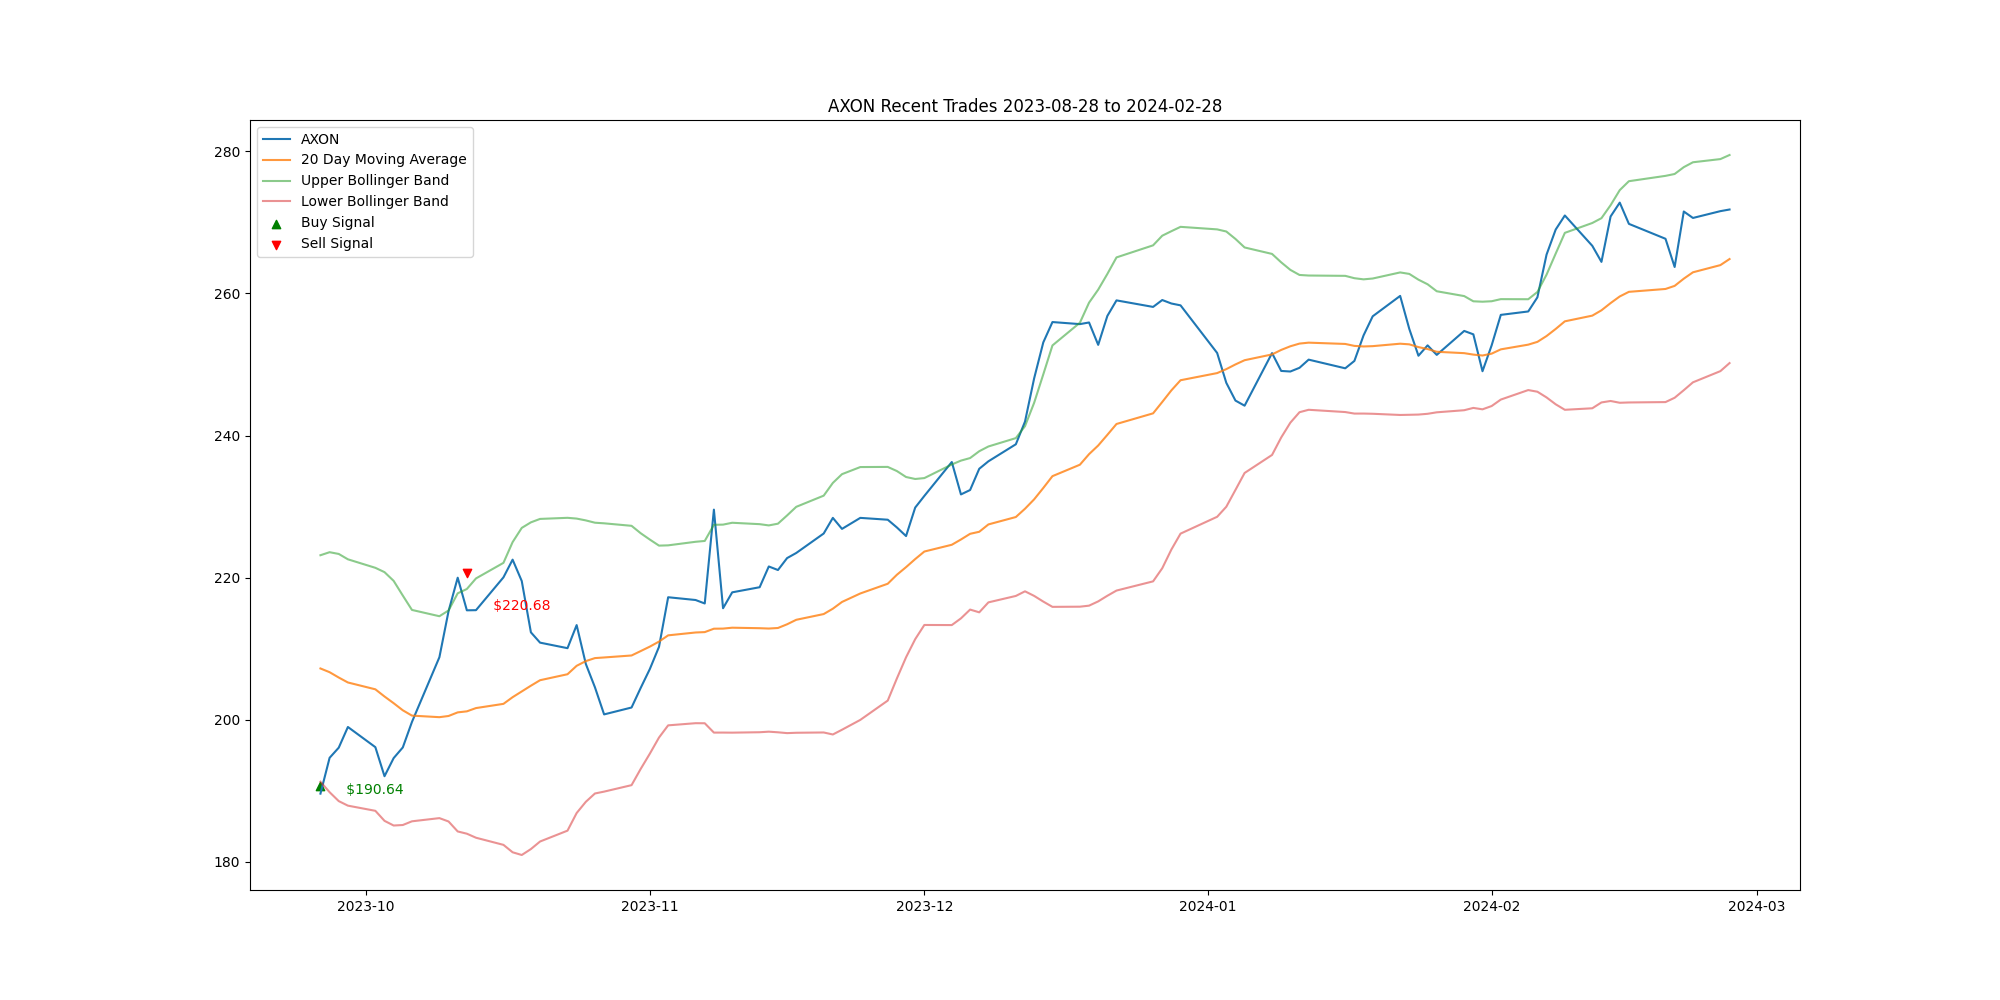 AXON Recent Trades 2023-08-28 to 2024-02-28
AXON
20 Day Moving Average
Upper Bollinger Band
Lower Bollinger Band
Buy Signal
Sell Signal
280
260
240
220
200
180
$220.68
$190.64
2023-10
2023-11
2023-12
2024-01
2024-02
2024-03